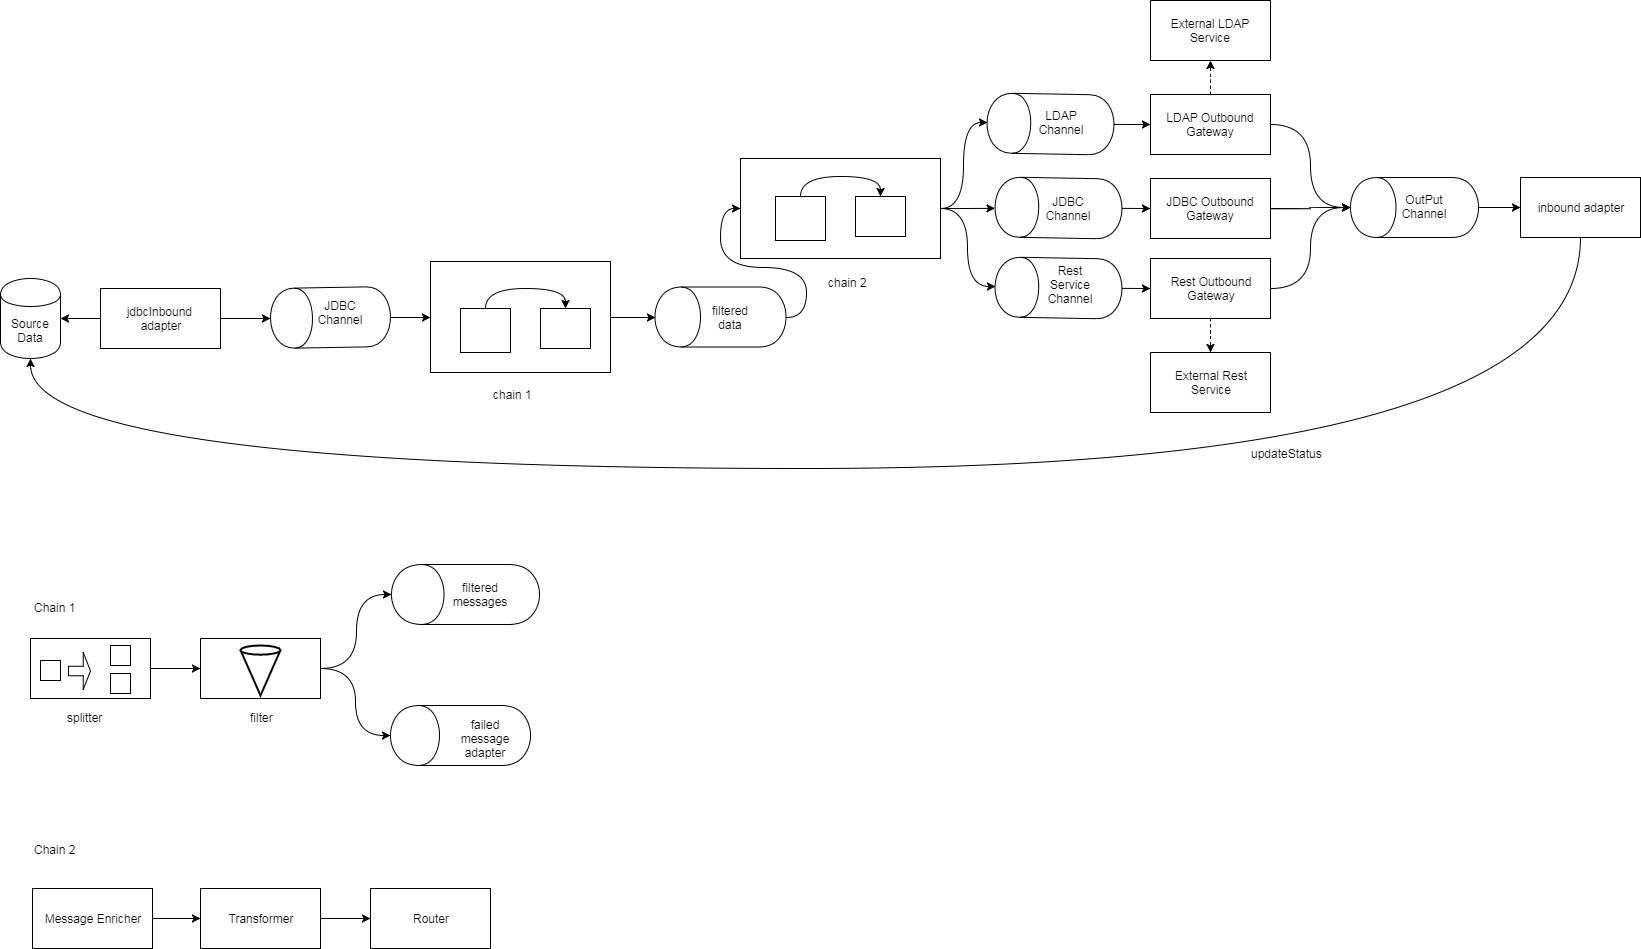 External LDAP
Service
LDAP
Channel
LDAP Outbound
Gateway
JDBC
Channel
JDBC Outbound
Gateway
OutPut
Channel
inbound adapter
Rest
Service
Channel
Rest Outbound
Gateway
chain 2
Source
Data
jdbcInbound
adapter
JDBC
Channel
filtered
data
chain 1
External Rest
Service
updateStatus
Chain 1
filtered
messages
splitter
filter
failed
message
adapter
Chain 2
Message Enricher
Transformer
Router